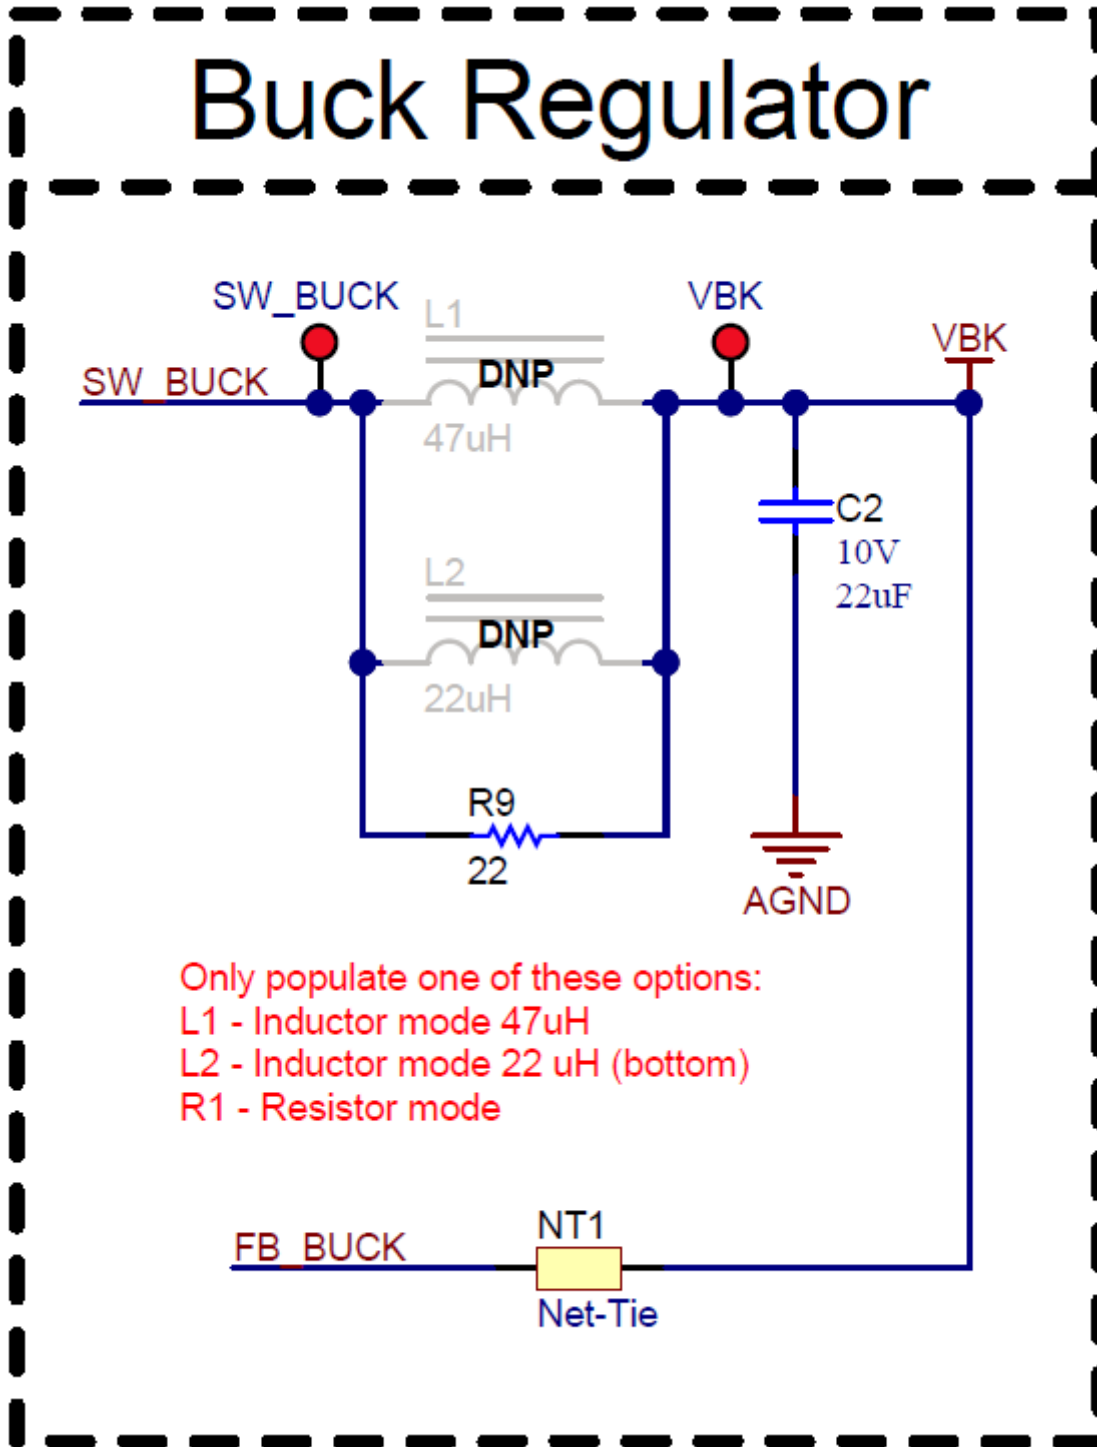 Buck Regulator
SW_BUCK
VBK
L1
VBK
SW_BUCK
DNP
47uH
C2
10V
22uF
L2
DNP
22uH
R9
22
AGND
Only populate one of these options:
L1 - Inductor mode 47uH
L2 - Inductor mode 22 uH (bottom)
R1 - Resistor mode
NT1
FB_BUCK
Net-Tie